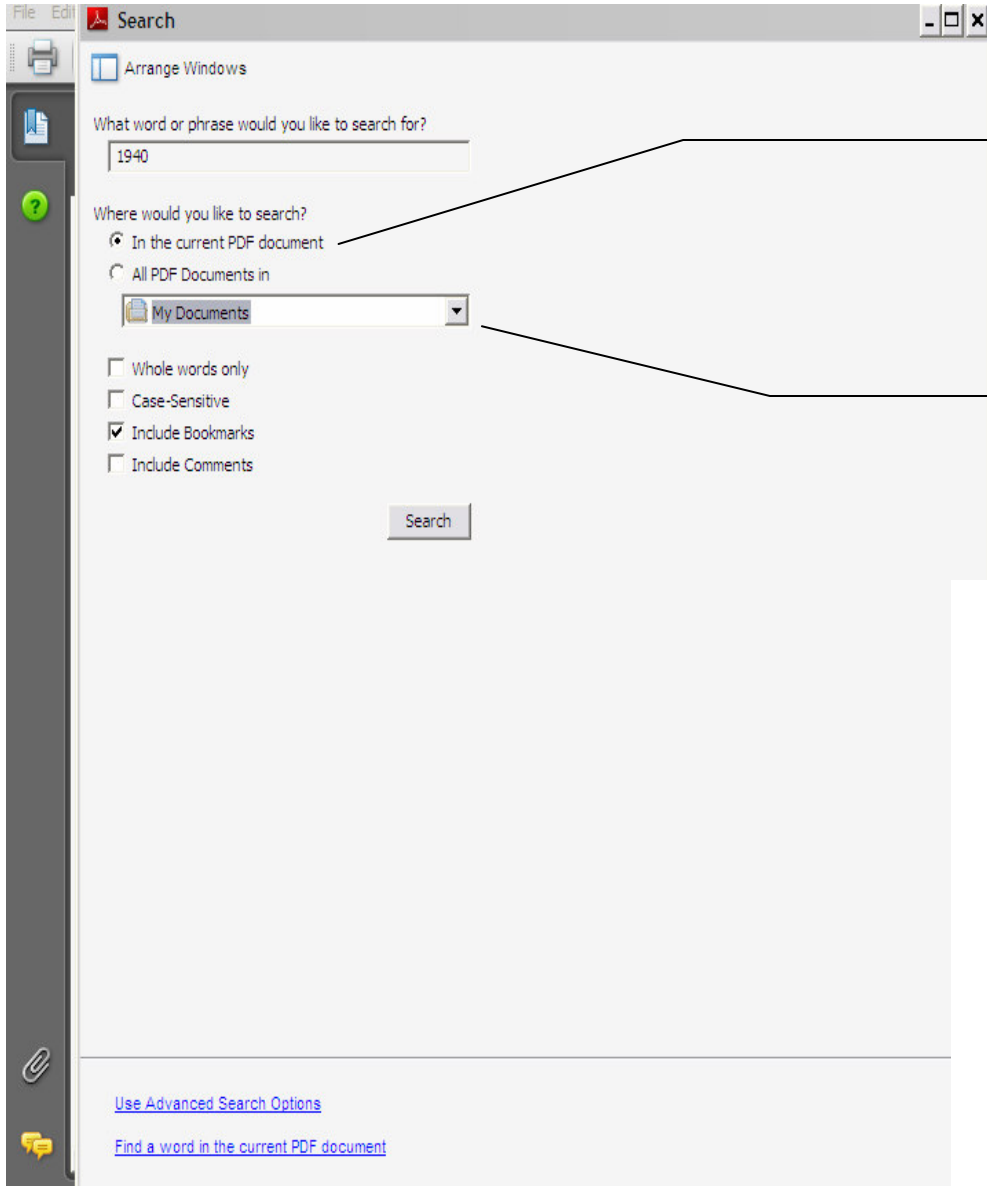 File Edit
Search
Arrange Windows
What word or phrase would you like to search for?
1940
Where would you like to search?
In the current PDF document
All PDF Documents in
My Documents
Whole words only
Case-Sensitive
Include Bookmarks
Include Comments
Search
Use Advanced Search Options
Find a word in the current PDF document